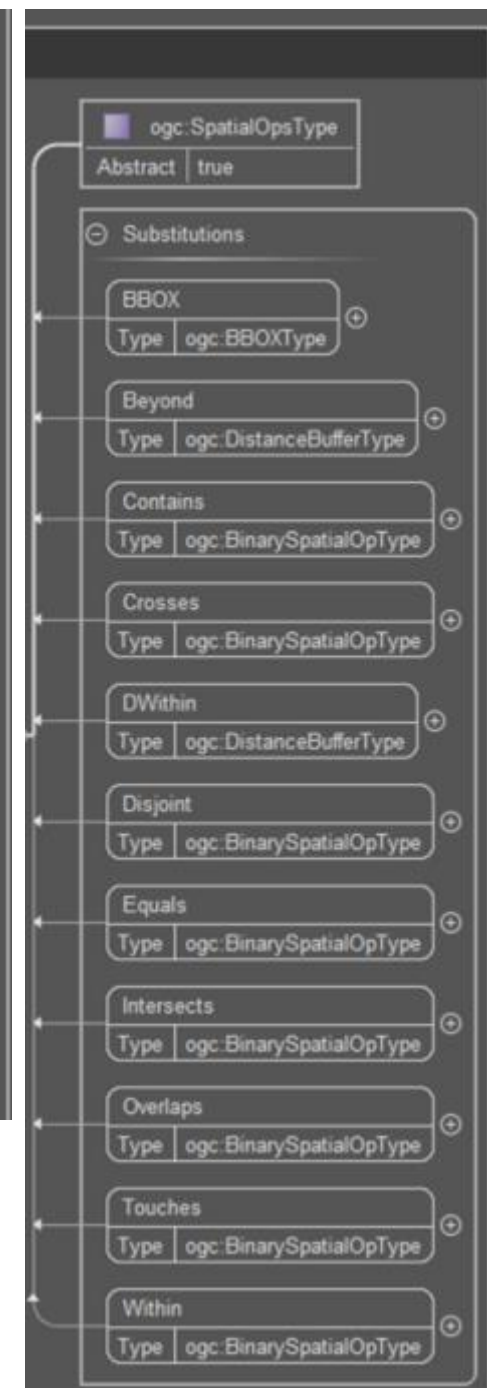 ogc:SpatialOpsType
Abstract true
Substitutions
BBOX
Type ogc:BBOXType
Beyond
Type ogc:DistanceBufferType
Contains
Type ogc:BinarySpatialOpType
Crosses
Type ogc:BinarySpatialOpType
DWithin
Type ogc:DistanceBufferType
Disjoint
Type ogc:BinarySpatialOpType
Equals
Type ogc:BinarySpatialOpType
Intersects
Type ogc:BinarySpatialOpType
Overlaps
Type ogc:BinarySpatialOpType
Touches
Type ogc:BinarySpatialOpType
Within
Type ogc:BinarySpatialOpType